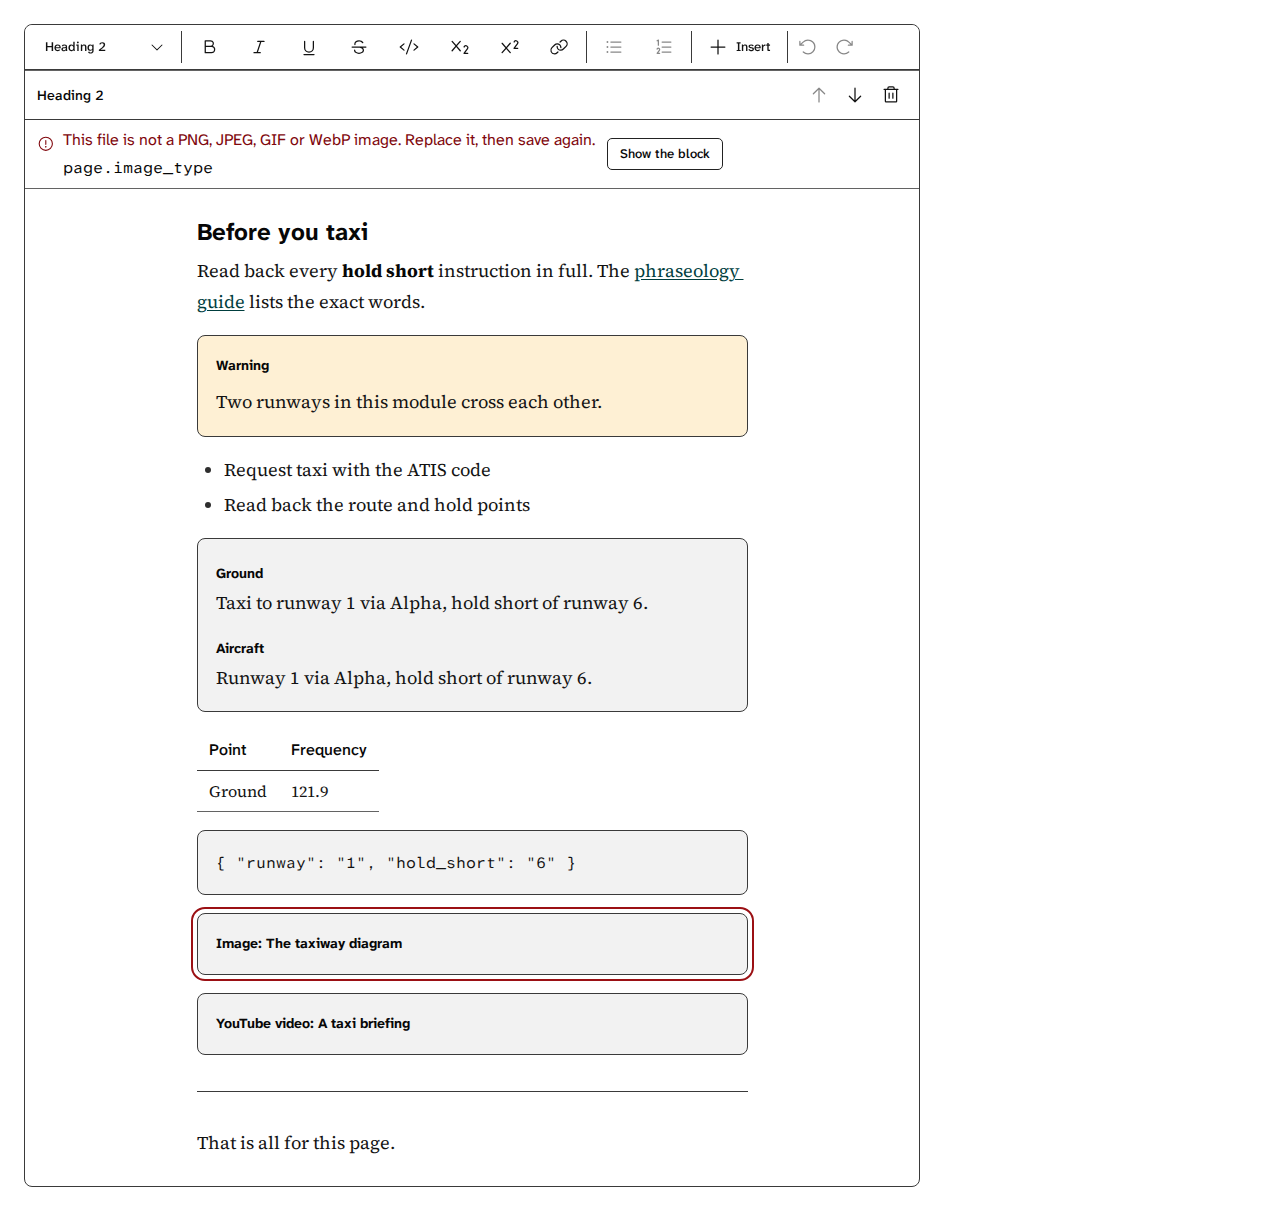 Heading 2
B I U S </> X2 X2 Insert
Heading 2
This file is not a PNG, JPEG, GIF or WebP image. Replace it, then save again.
page.image_type
Show the block
Before you taxi
Read back every hold short instruction in full. The phraseology
guide lists the exact words.
Warning
Two runways in this module cross each other.
Request taxi with the ATIS code
Read back the route and hold points
Ground
Taxi to runway 1 via Alpha, hold short of runway 6.
Aircraft
Runway 1 via Alpha, hold short of runway 6.
Point Frequency
Ground 121.9
{ "runway": "1", "hold_short": "6" }
Image: The taxiway diagram
YouTube video: A taxi briefing
That is all for this page.